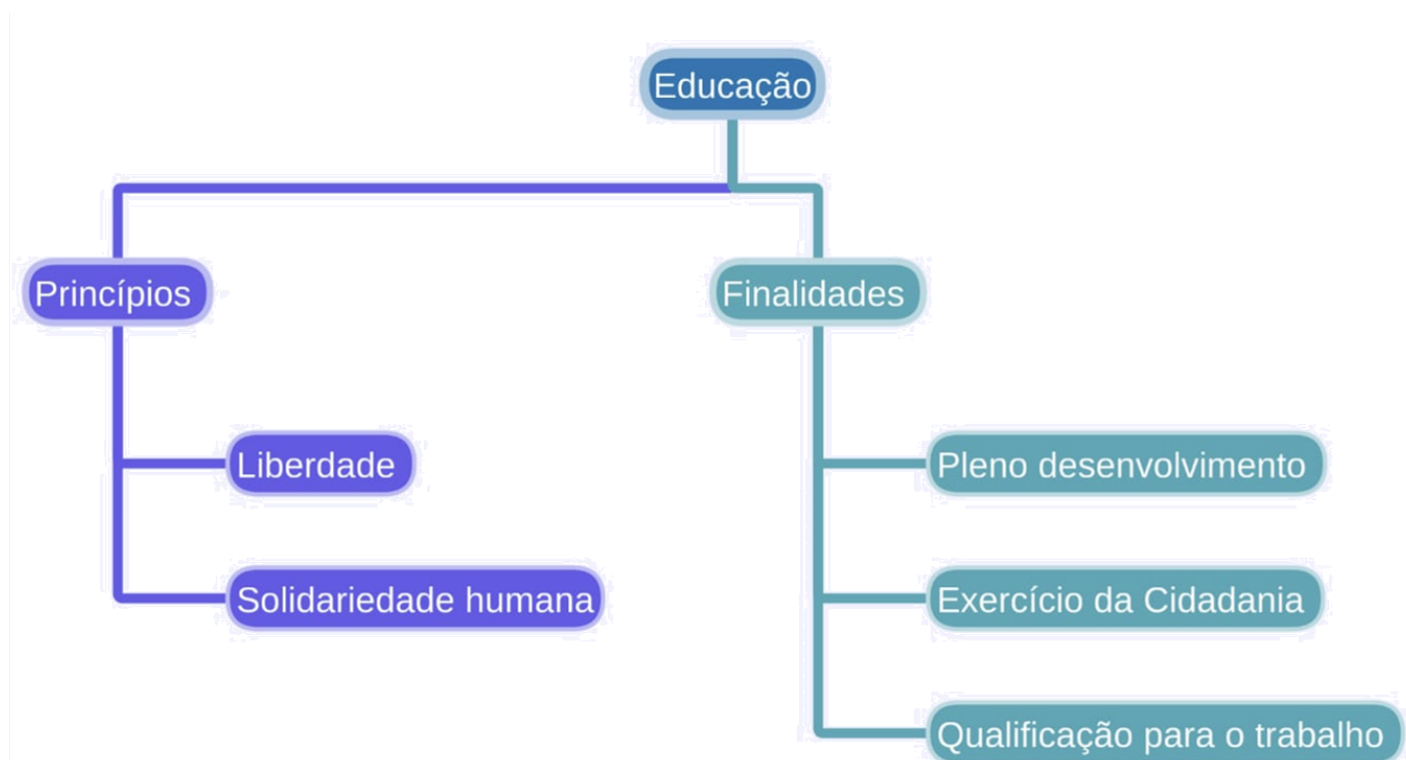 Educação
Princípios
Finalidades
Liberdade
Pleno desenvolvimento
Solidariedade humana
Exercício da Cidadania
Qualificação para o trabalho